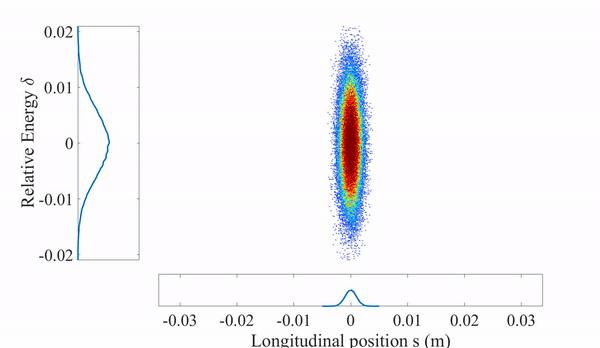 0.02
0.01
0
-0.01
-0.02
Relative Energy δ
-0.03 -0.02 -0.01 0 0.01 0.02 0.03
Longitudinal position s (m)